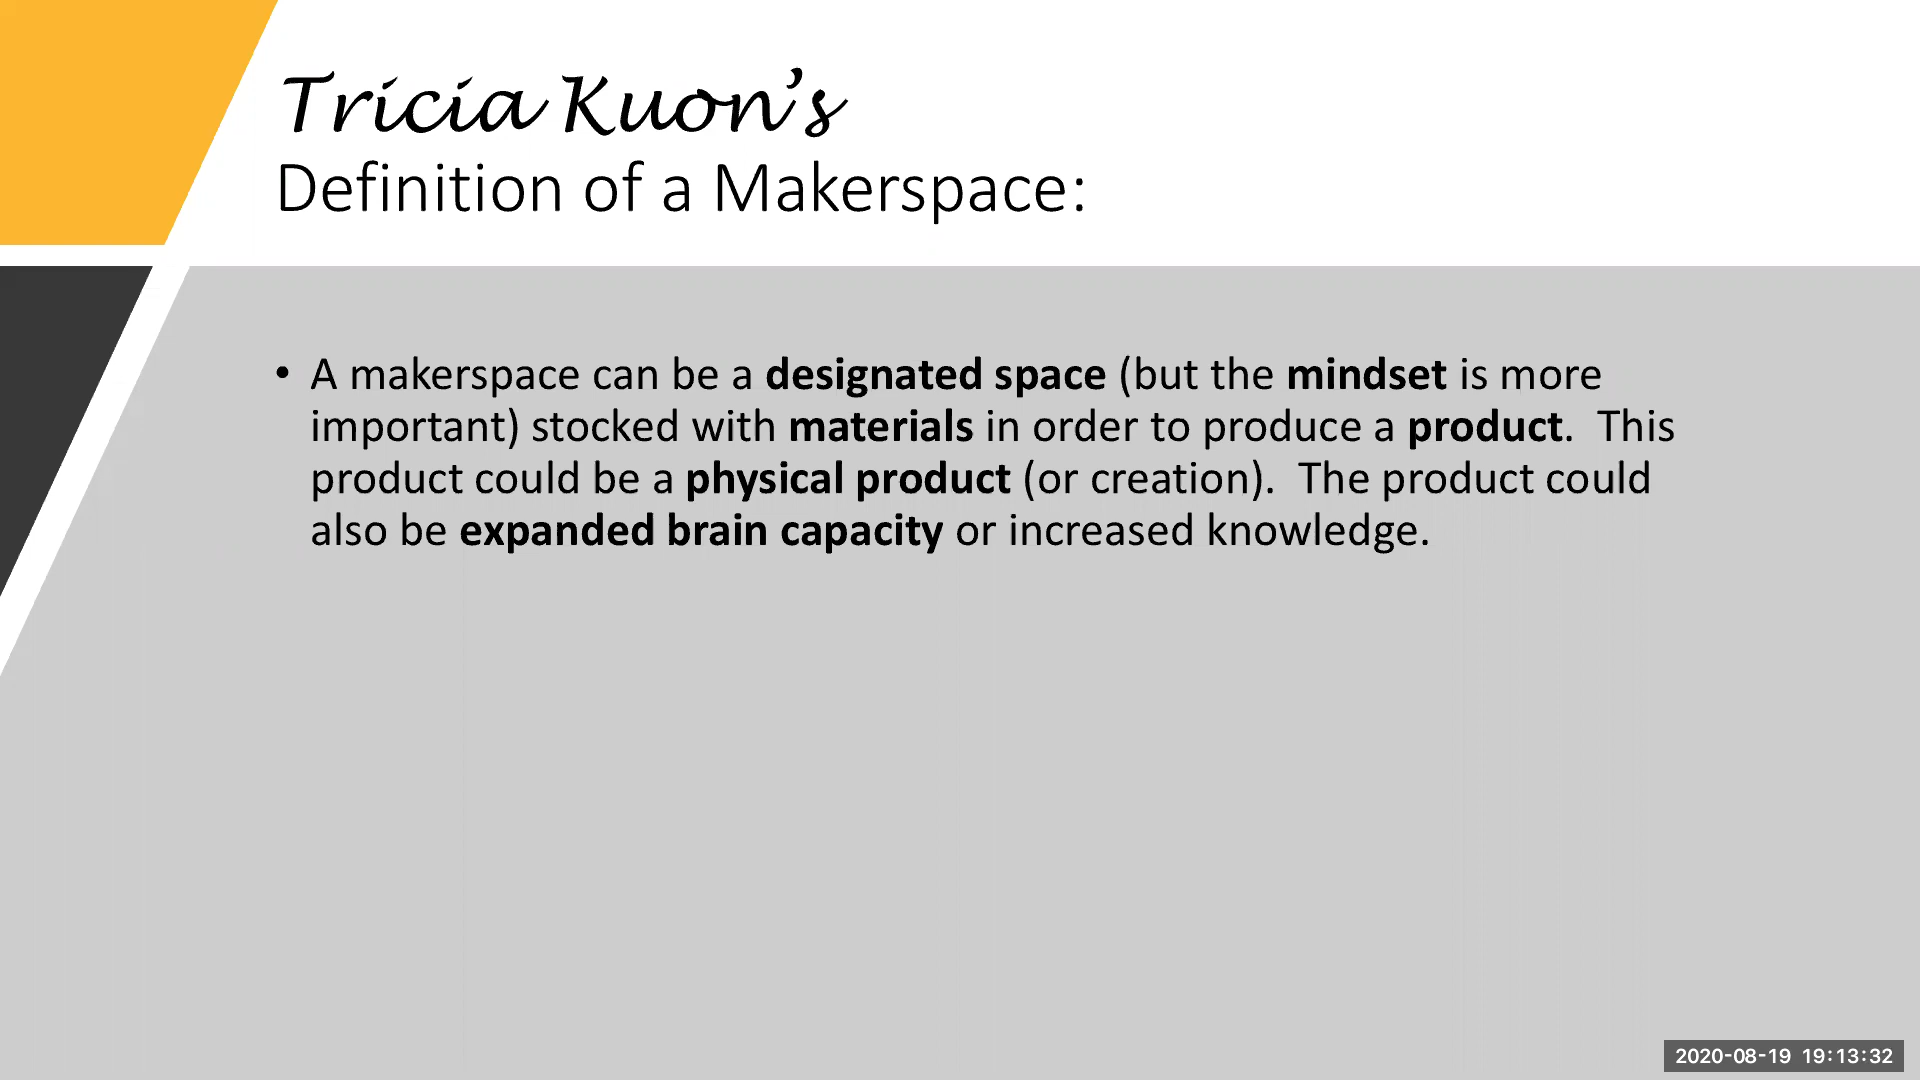 Tricia Kuon's
Definition of a Makerspace:
• A makerspace can be a designated space (but the mindset is more
important) stocked with materials in order to produce a product.  This
product could be a physical product (or creation).  The product could
also be expanded brain capacity or increased knowledge.
2020-08-19 19:13:32